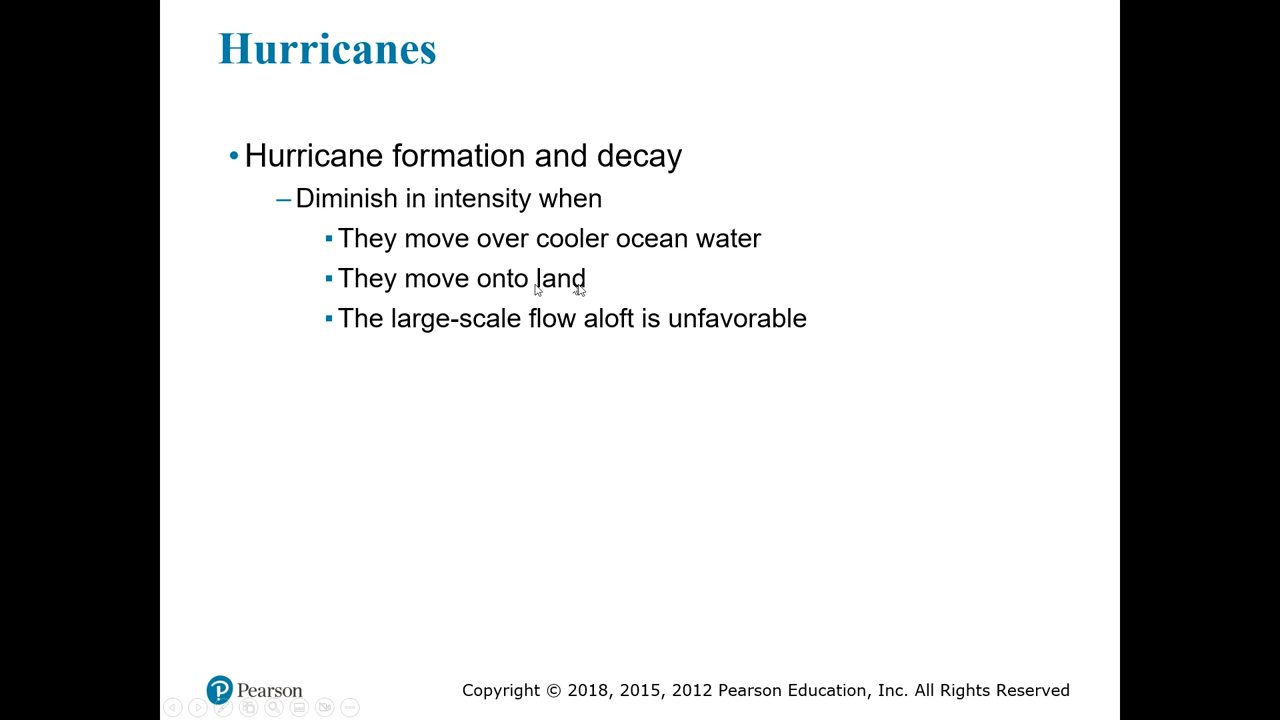 Hurricanes
•Hurricane formation and decay
–Diminish in intensity when
▪They move over cooler ocean water
▪They move onto land
▪The large-scale flow aloft is unfavorable
Pearson
Copyright © 2018, 2015, 2012 Pearson Education, Inc. All Rights Reserved